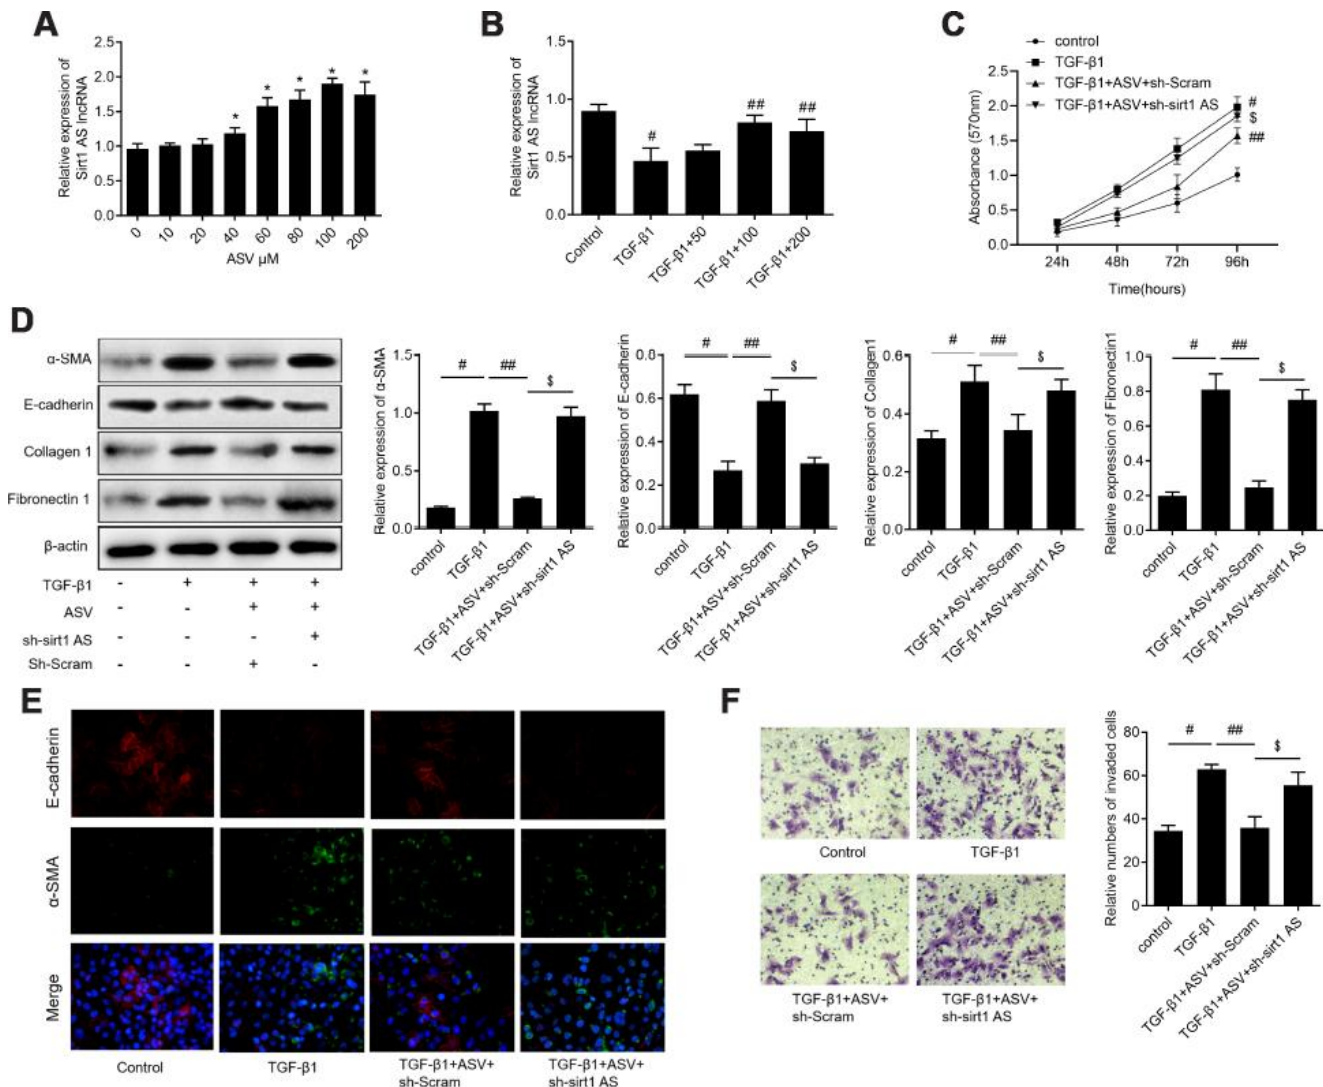 A
Relative expression of
Sirt1 AS lncRNA
2.5
2.0
1.5
1.0
0.5
0.0
* * * * *
0 10 20 40 60 80 100 200
ASV μM
B
Relative expression of
Sirt1 AS lncRNA
1.5
1.0
0.5
0.0
# ## ##
Control TGF-β1 TGF-β1+50 TGF-β1+100 TGF-β1+200
C
control
TGF-β1
TGF-β1+ASV+sh-Scram
TGF-β1+ASV+sh-sirt1 AS
Absorbance (570nm)
2.5
2.0
1.5
1.0
0.5
0.0
#
$
##
24h 48h 72h 96h
Time(hours)
D
α-SMA
E-cadherin
Collagen 1
Fibronectin 1
β-actin
TGF-β1 - + + +
ASV - - + +
sh-sirt1 AS - - - +
Sh-Scram - - + -
Relative expression of α-SMA
1.5
1.0
0.5
0.0
# ## $
control TGF-β1 TGF-β1+ASV+sh-Scram TGF-β1+ASV+sh-sirt1 AS
Relative expression of E-cadherin
0.8
0.6
0.4
0.2
0.0
# ## $
control TGF-β1 TGF-β1+ASV+sh-Scram TGF-β1+ASV+sh-sirt1 AS
Relative expression of Collagen1
0.6
0.4
0.2
0.0
# ## $
control TGF-β1 TGF-β1+ASV+sh-Scram TGF-β1+ASV+sh-sirt1 AS
Relative expression of Fibronectin1
1.0
0.8
0.6
0.4
0.2
0.0
# ## $
control TGF-β1 TGF-β1+ASV+sh-Scram TGF-β1+ASV+sh-sirt1 AS
E
E-cadherin
α-SMA
Merge
Control
TGF-β1
TGF-β1+ASV+
sh-Scram
TGF-β1+ASV+
sh-sirt1 AS
F
Control
TGF-β1
TGF-β1+ASV+
sh-Scram
TGF-β1+ASV+
sh-sirt1 AS
Relative numbers of invaded cells
80
60
40
20
0
# ## $
control TGF-β1 TGF-β1+ASV+sh-Scram TGF-β1+ASV+sh-sirt1 AS